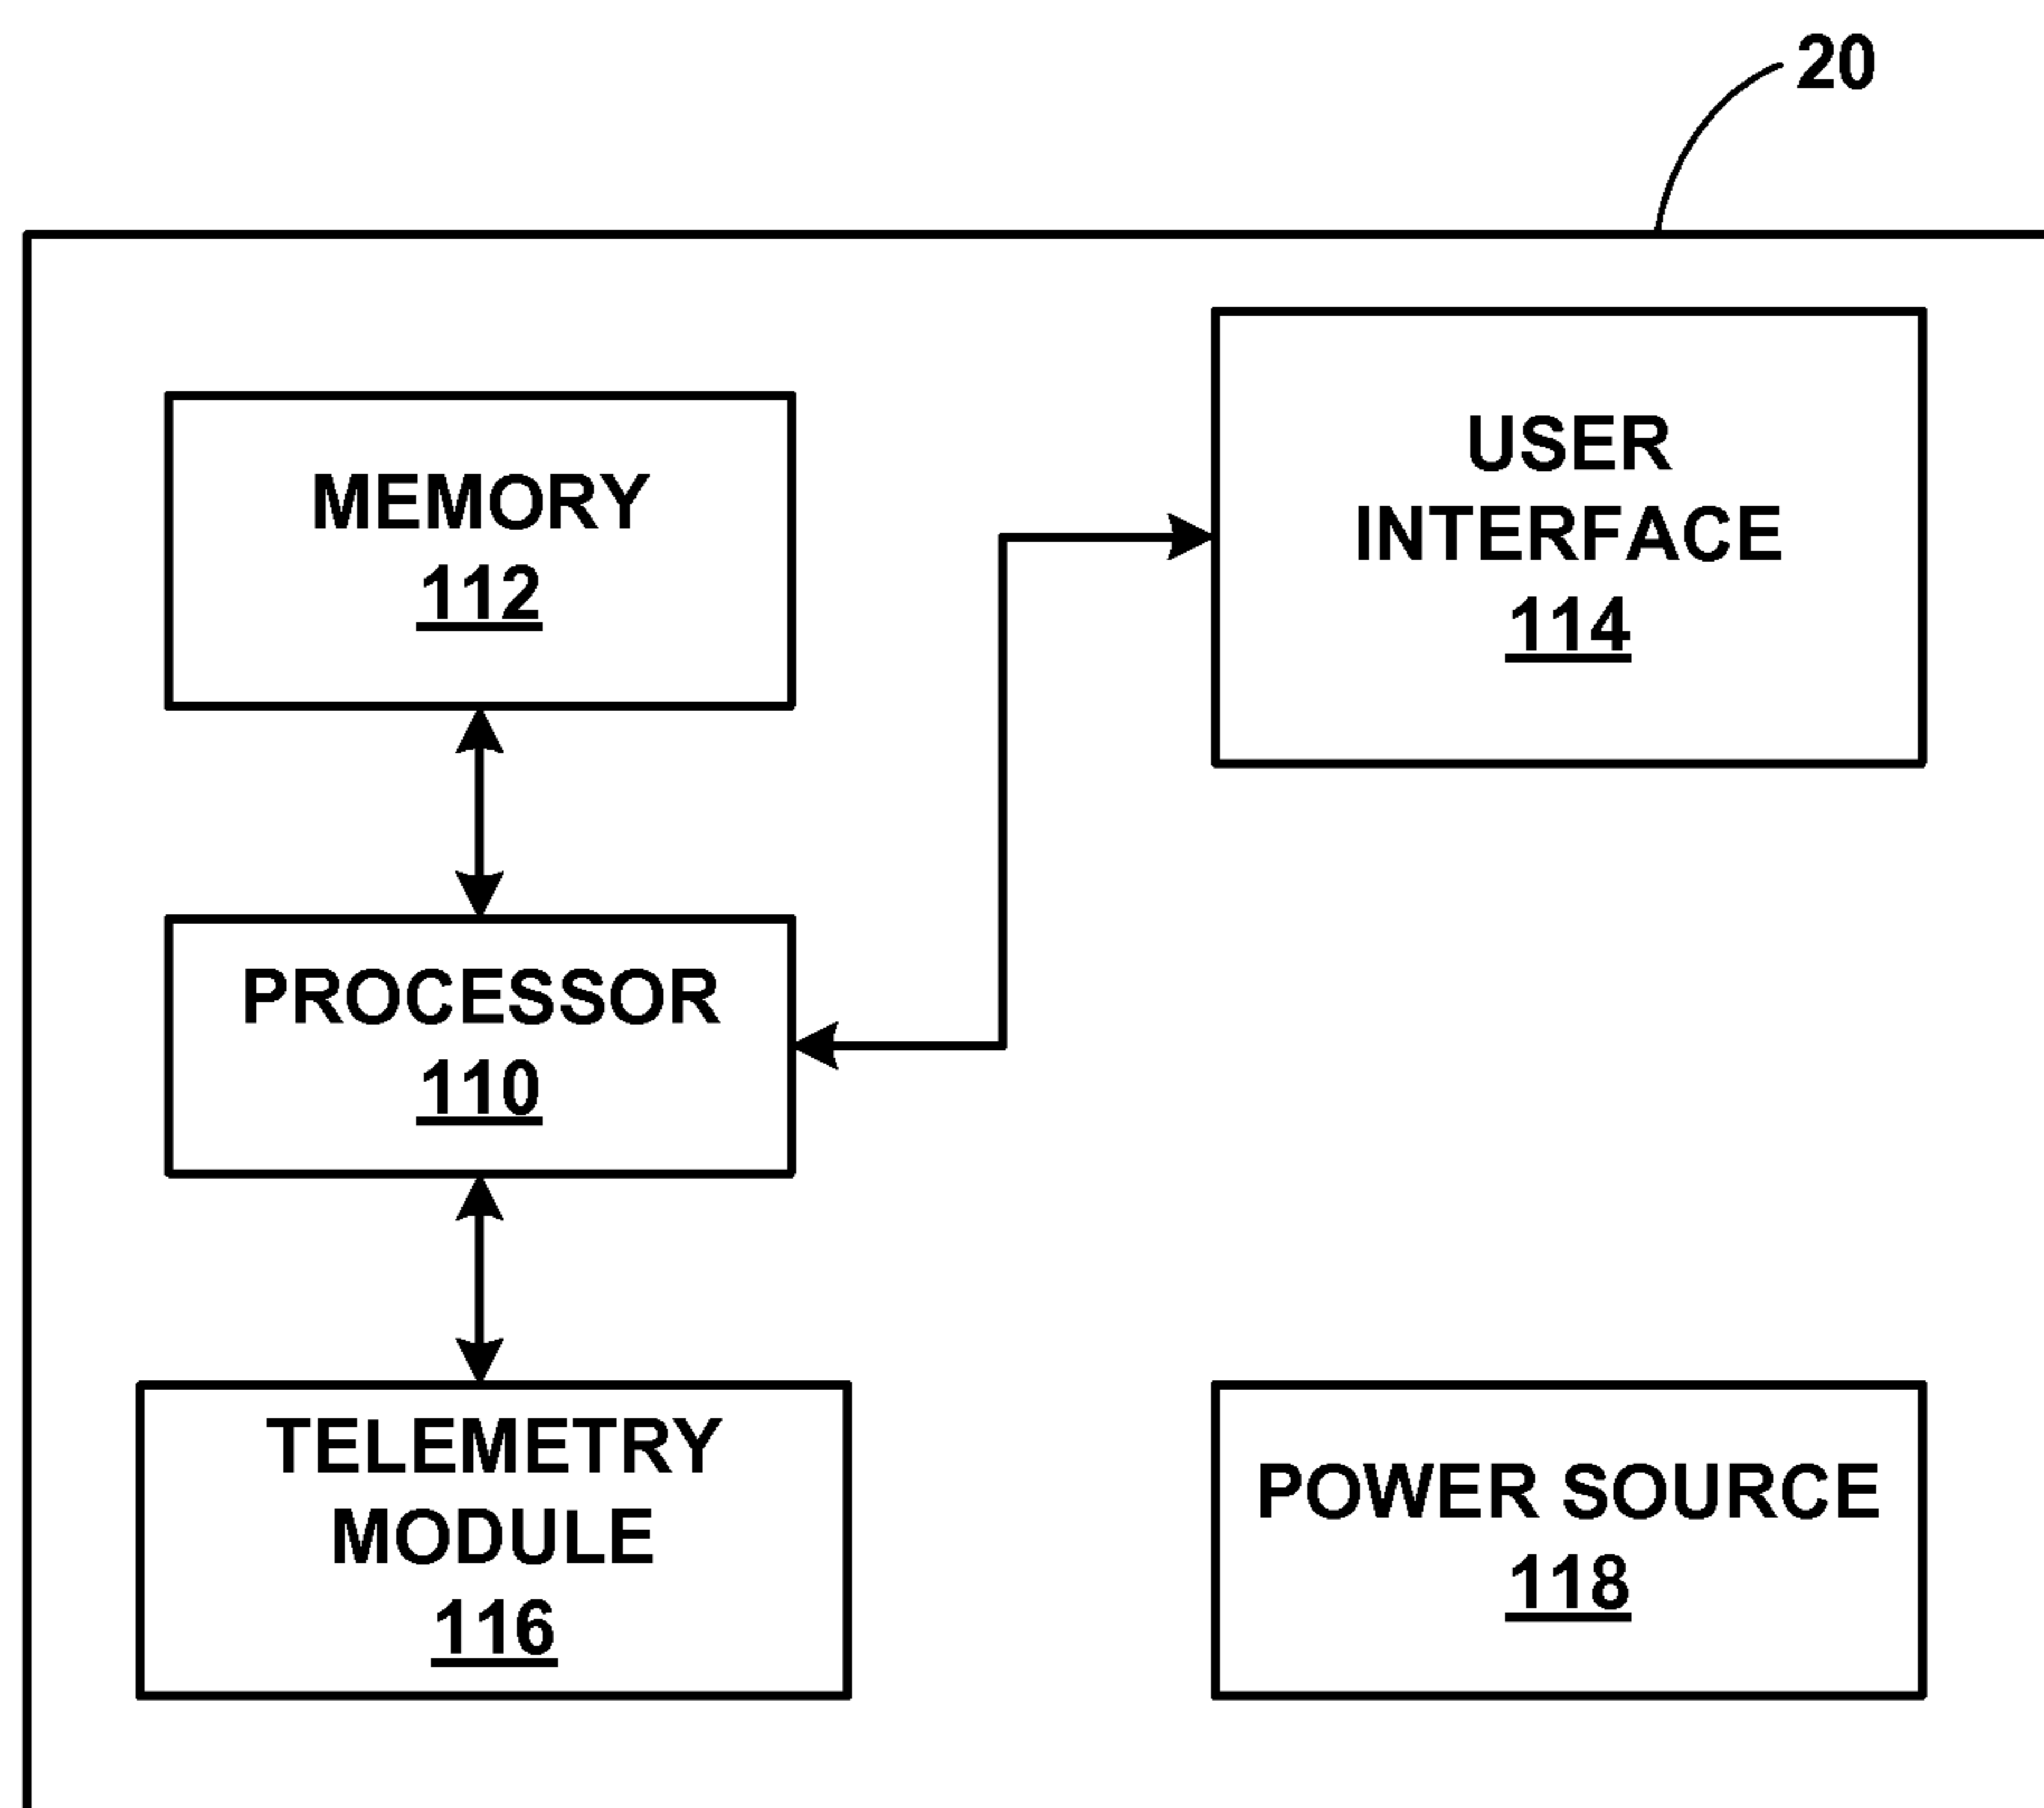 20
MEMORY
112
USER
INTERFACE
114
PROCESSOR
110
TELEMETRY
MODULE
116
POWER SOURCE
118